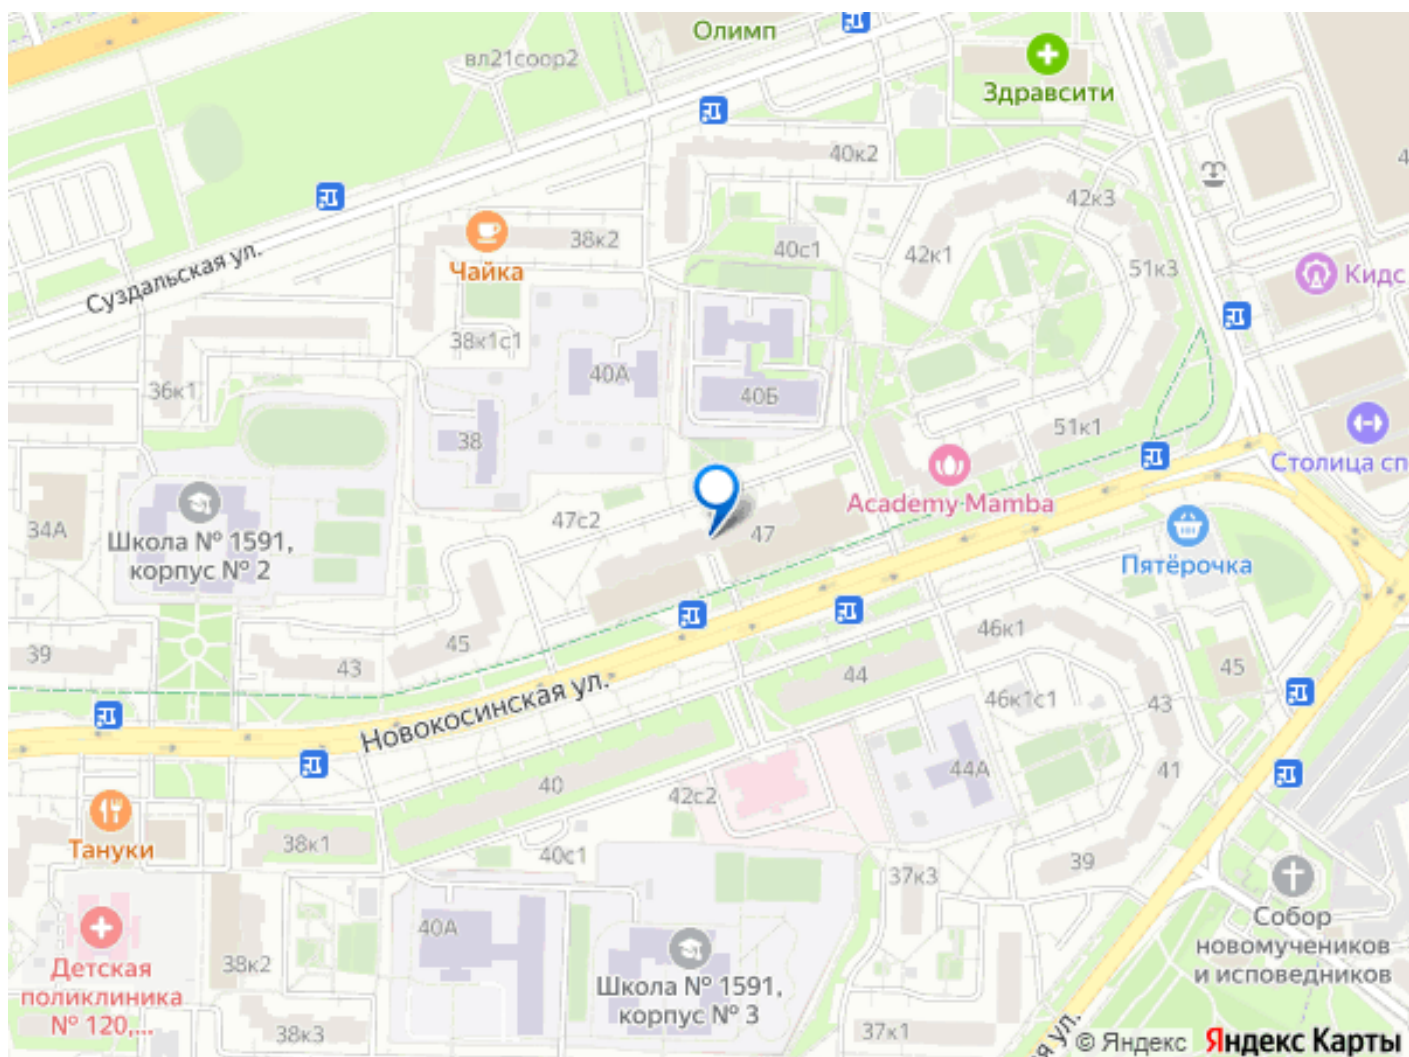 Олимп
вл21соор2
Здравсити
40к2
4
42к3
Суздальская ул.
Чайка
38к2
40с1
42к1
51к3
Кидс
38к1с1
36к1
40А
40Б
38
51к1
Столица сп
Academy Mamba
34А
Школа № 1591,
корпус № 2
47с2
47
Пятёрочка
39
43
45
46к1
45
44
46к1с1
43
Новокосинская ул.
40
42с2
44А
41
Тануки
38к1
40с1
37к3
39
40А
Собор
новомучеников
и исповедников
Детская
поликлиника
№ 120,...
38к2
Школа № 1591,
корпус № 3
38к3
37к1
я ул.
© Яндекс Яндекс Карты